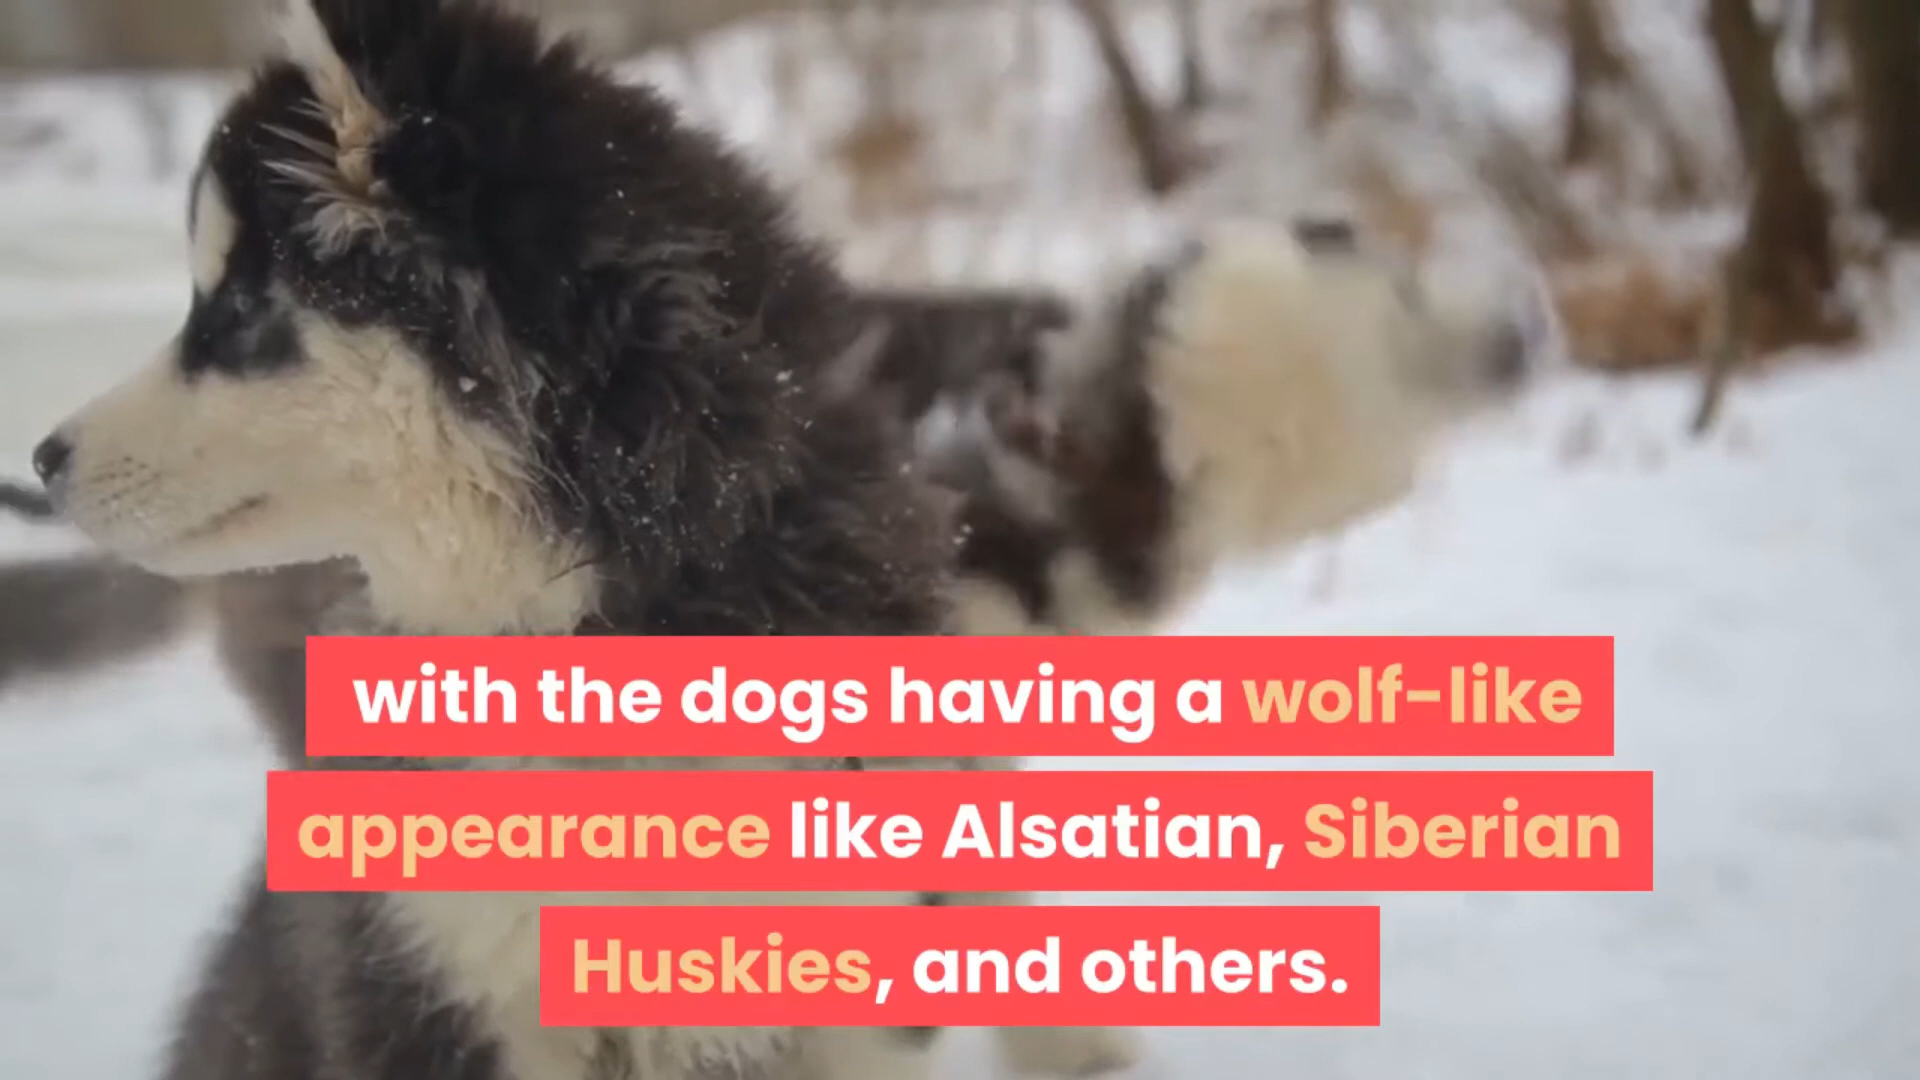 with the dogs having a wolf-like
appearance like Alsatian, Siberian
Huskies, and others.